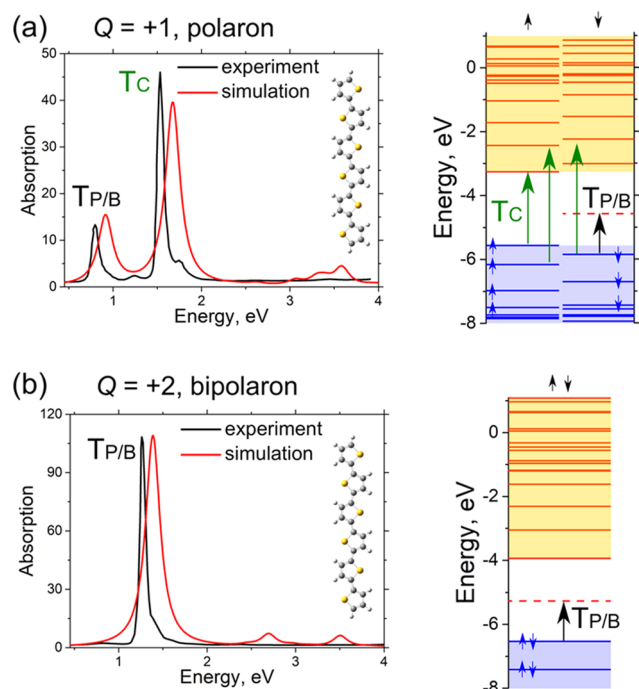 (a) Q = +1, polaron
50
40
30
20
10
0
Absorption
experiment
simulation
TC
TP/B
1 2 3 4
Energy, eV
0
-2
-4
-6
-8
Energy, eV
TC
TP/B
(b) Q = +2, bipolaron
120
90
60
30
0
Absorption
TP/B
experiment
simulation
1 2 3 4
Energy, eV
0
-2
-4
-6
-8
Energy, eV
TP/B